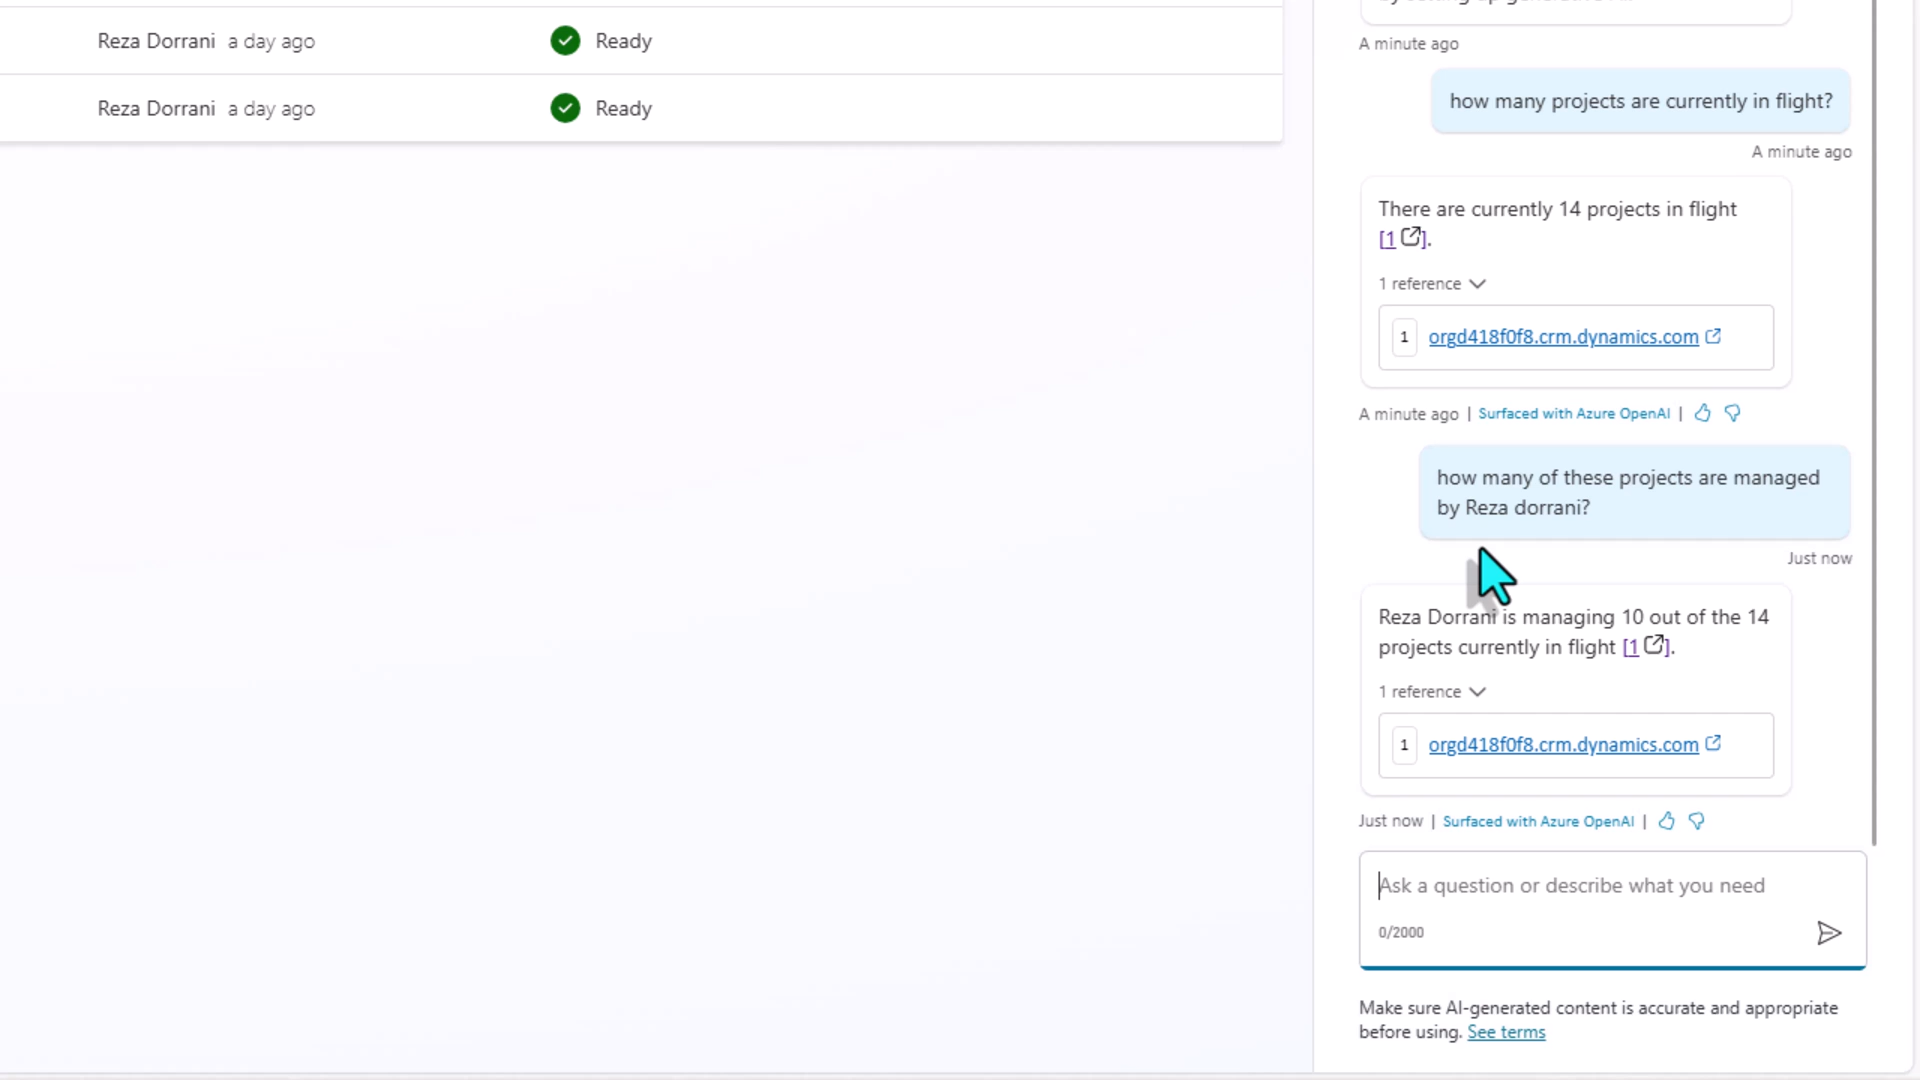 Reza Dorrani a day ago Ready
Reza Dorrani a day ago Ready
A minute ago
how many projects are currently in flight?
A minute ago
There are currently 14 projects in flight
[1].
1 reference
1 orgd418f0f8.crm.dynamics.com
A minute ago | Surfaced with Azure OpenAI |
how many of these projects are managed
by Reza dorrani?
Just now
Reza Dorrani is managing 10 out of the 14
projects currently in flight [1].
1 reference
1 orgd418f0f8.crm.dynamics.com
Just now | Surfaced with Azure OpenAI |
Ask a question or describe what you need
0/2000
Make sure AI-generated content is accurate and appropriate
before using. See terms